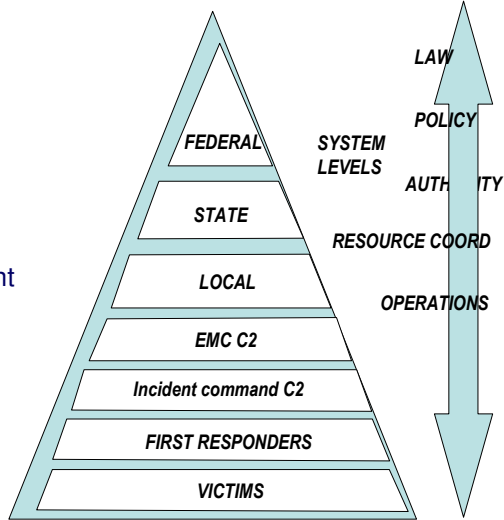 LAW
POLICY
FEDERAL
SYSTEM
LEVELS
AUTHORITY
STATE
RESOURCE COORD
nt
LOCAL
OPERATIONS
EMC C2
Incident command C2
FIRST RESPONDERS
VICTIMS